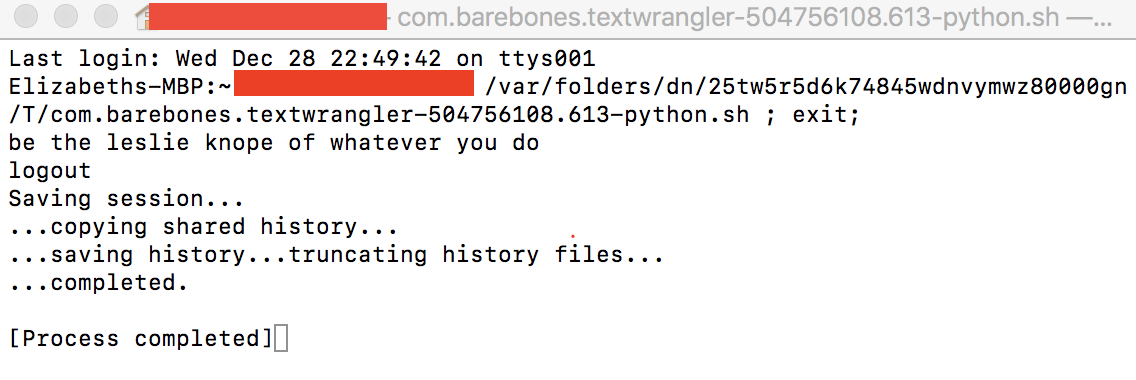 com.barebones.textwrangler-504756108.613-python.sh —...
Last login: Wed Dec 28 22:49:42 on ttys001
Elizabeths-MBP:~ /var/folders/dn/25tw5r5d6k74845wdnvymwz80000gn
/T/com.barebones.textwrangler-504756108.613-python.sh ; exit;
be the leslie knope of whatever you do
logout
Saving session...
...copying shared history...
...saving history...truncating history files...
...completed.
[Process completed]